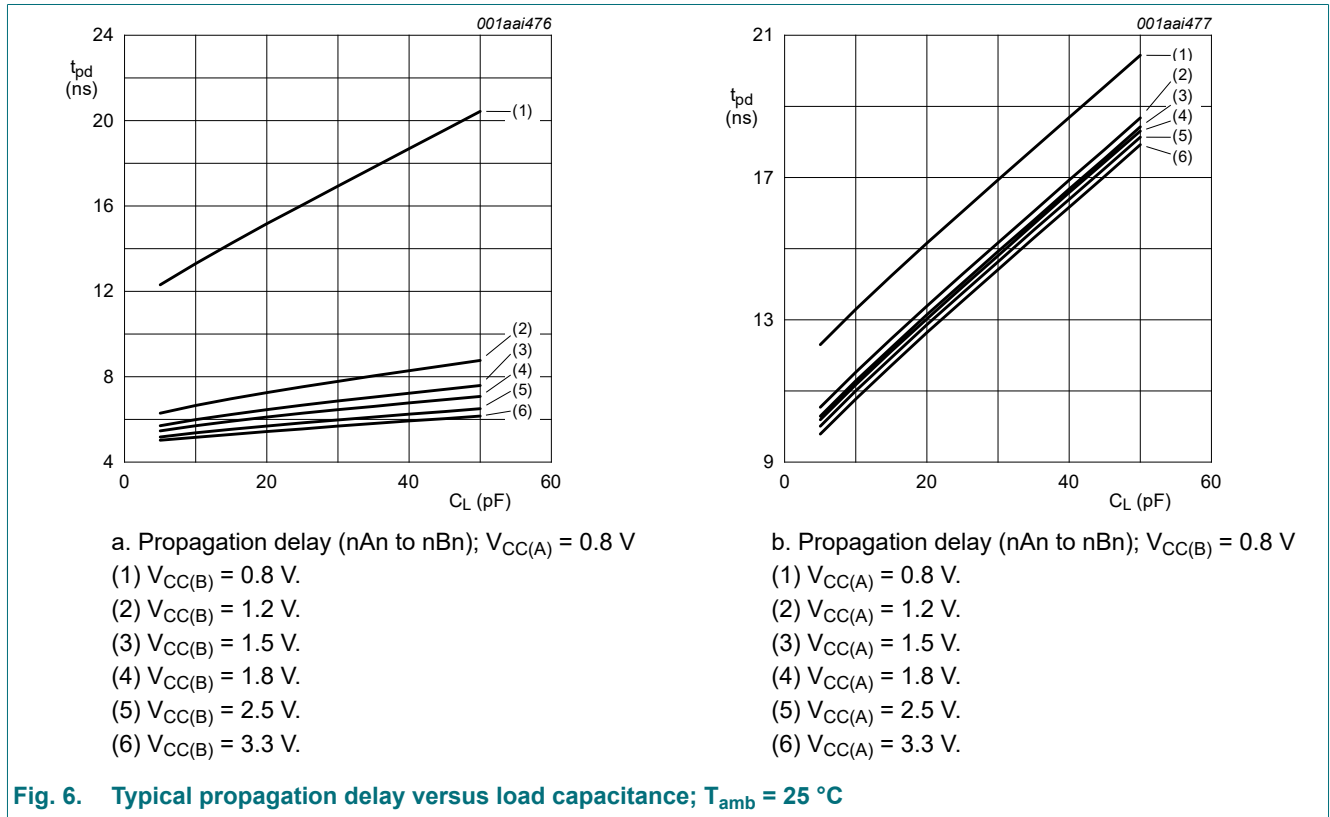 001aai476
24
t_pd
(ns)
20
16
12
8
4
0
20
40
60
C_L (pF)
(1)
(2)
(3)
(4)
(5)
(6)
a. Propagation delay (nAn to nBn); V_CC(A) = 0.8 V
(1) V_CC(B) = 0.8 V.
(2) V_CC(B) = 1.2 V.
(3) V_CC(B) = 1.5 V.
(4) V_CC(B) = 1.8 V.
(5) V_CC(B) = 2.5 V.
(6) V_CC(B) = 3.3 V.
001aai477
21
t_pd
(ns)
17
13
9
0
20
40
60
C_L (pF)
(1)
(2)
(3)
(4)
(5)
(6)
b. Propagation delay (nAn to nBn); V_CC(B) = 0.8 V
(1) V_CC(A) = 0.8 V.
(2) V_CC(A) = 1.2 V.
(3) V_CC(A) = 1.5 V.
(4) V_CC(A) = 1.8 V.
(5) V_CC(A) = 2.5 V.
(6) V_CC(A) = 3.3 V.
Fig. 6. Typical propagation delay versus load capacitance; T_amb = 25 °C